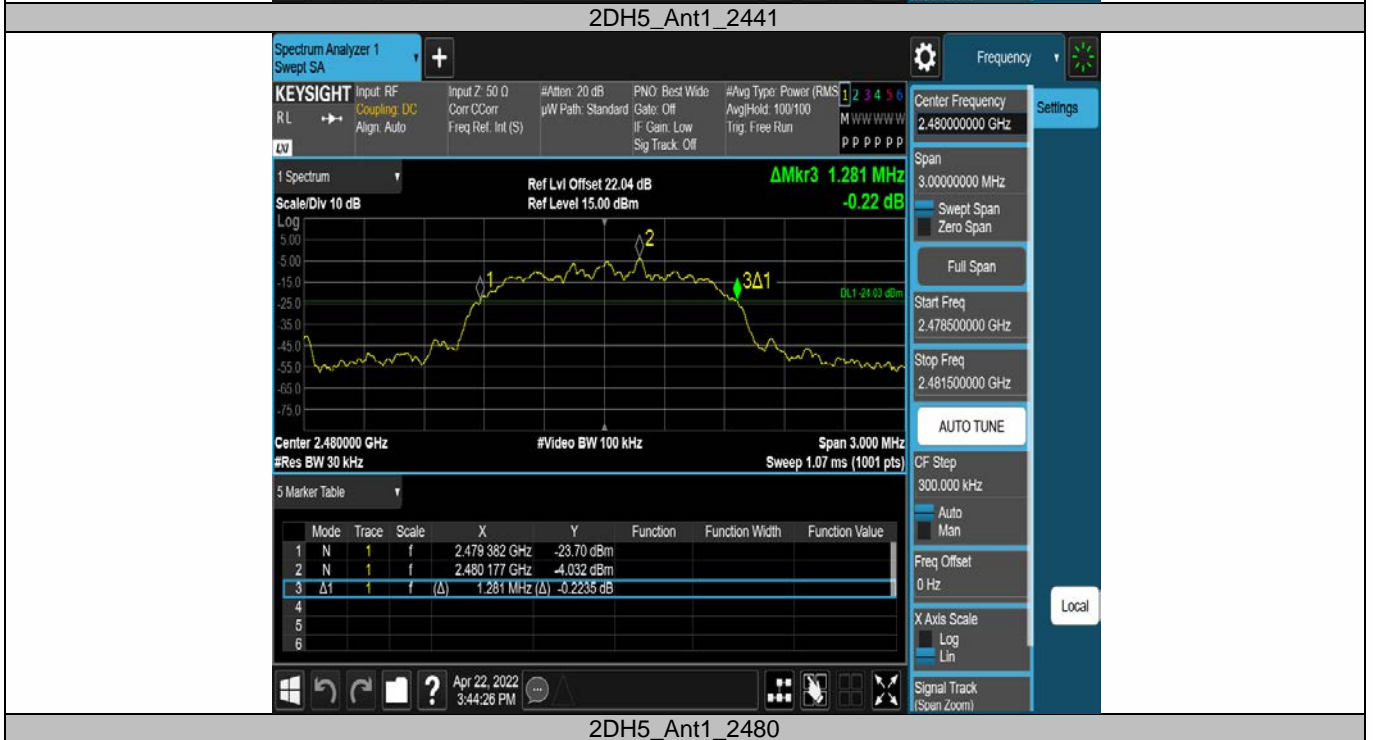 2DH5_Ant1_2441
Spectrum Analyzer 1
Swept SA
+
Frequency
KEYSIGHT
RL
LXI
Input: RF
Coupling: DC
Align: Auto
Input Z: 50 Ω
Corr CCorr
Freq Ref: Int (S)
#Atten: 20 dB
µW Path: Standard
PNO: Best Wide
Gate: Off
IF Gain: Low
Sig Track: Off
#Avg Type: Power (RMS
Avg|Hold: 100/100
Trig: Free Run
1 2 3 4 5 6
M W W W W W
P P P P P P
Center Frequency
2.480000000 GHz
Settings
1 Spectrum
Scale/Div 10 dB
Ref Lvl Offset 22.04 dB
Ref Level 15.00 dBm
ΔMkr3 1.281 MHz
-0.22 dB
Span
3.00000000 MHz
Swept Span
Zero Span
Full Span
Start Freq
2.478500000 GHz
Stop Freq
2.481500000 GHz
AUTO TUNE
CF Step
300.000 kHz
Auto
Man
Freq Offset
0 Hz
X Axis Scale
Log
Lin
Signal Track
(Span Zoom)
Local
Log
5.00
-5.00
-15.0
-25.0
-35.0
-45.0
-55.0
-65.0
-75.0
1
2
3Δ1
DL1 -24.03 dBm
Center 2.480000 GHz
#Video BW 100 kHz
Span 3.000 MHz
#Res BW 30 kHz
Sweep 1.07 ms (1001 pts)
5 Marker Table
Mode Trace Scale X Y Function Function Width Function Value
1 N 1 f 2.479 382 GHz -23.70 dBm
2 N 1 f 2.480 177 GHz -4.032 dBm
3 Δ1 1 f (Δ) 1.281 MHz (Δ) -0.2235 dB
4
5
6
?
Apr 22, 2022
3:44:26 PM
2DH5_Ant1_2480